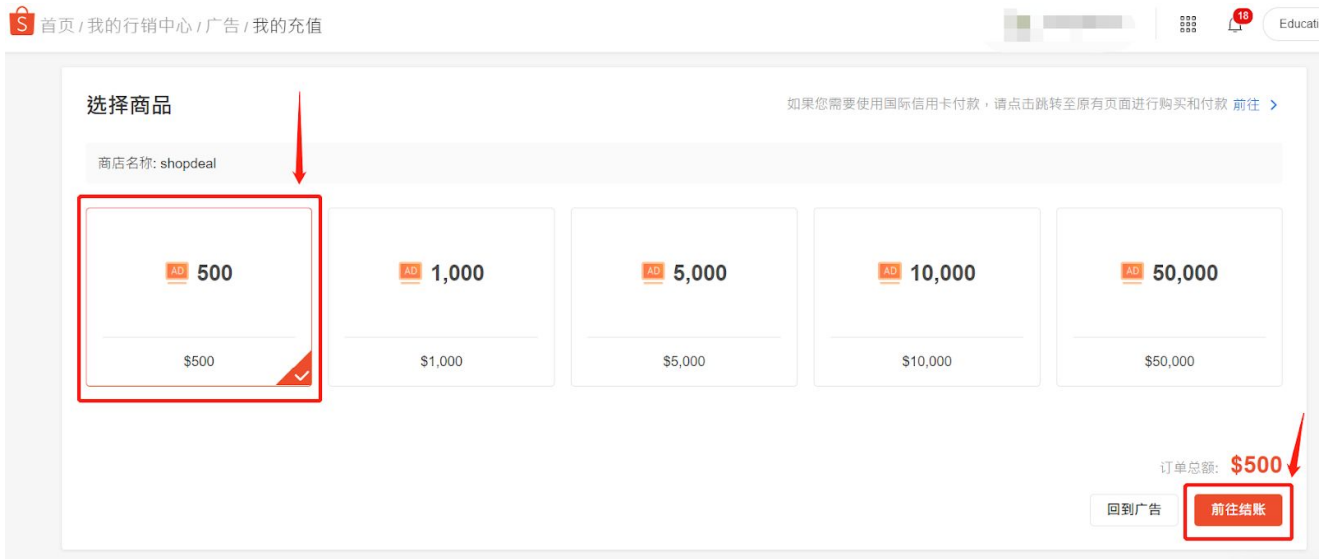 首页 / 我的行销中心 / 广告 / 我的充值
18
Educati
选择商品
如果您需要使用国际信用卡付款，请点击跳转至原有页面进行购买和付款 前往 >
商店名称: shopdeal
AD 500
$500
AD 1,000
$1,000
AD 5,000
$5,000
AD 10,000
$10,000
AD 50,000
$50,000
订单总额: $500
回到广告
前往结账